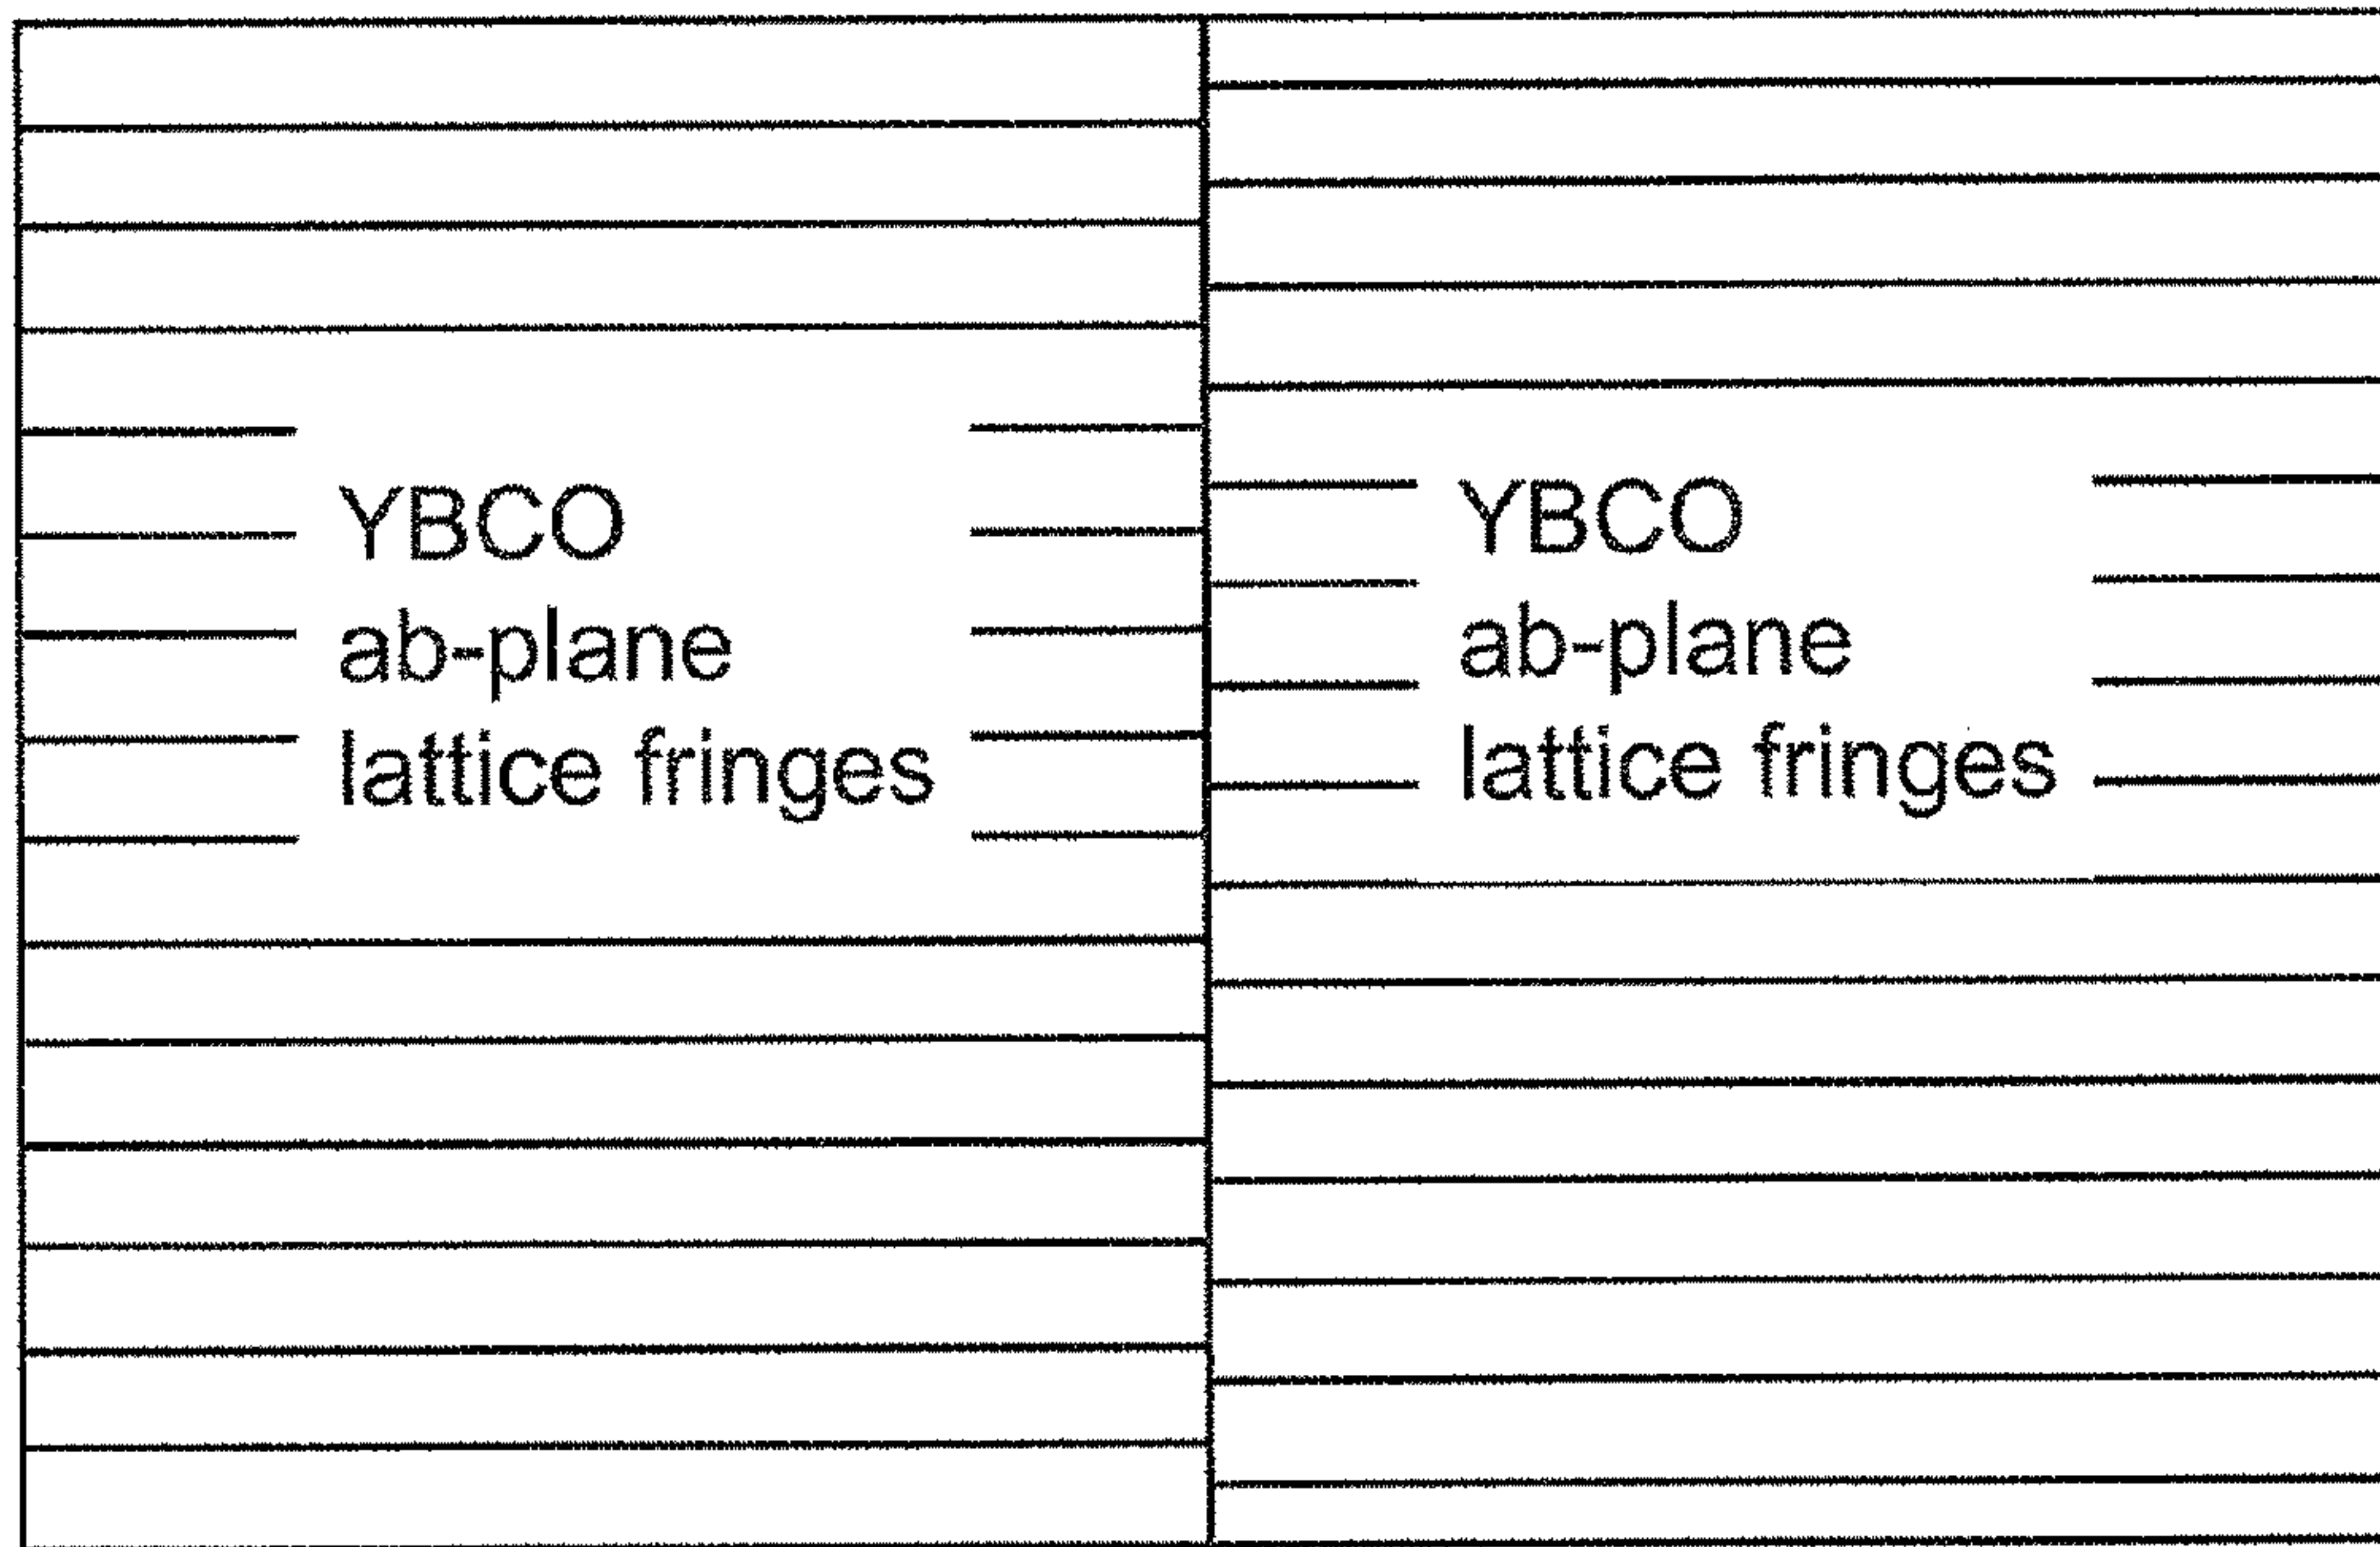 YBCO
ab-plane
lattice fringes
YBCO
ab-plane
lattice fringes